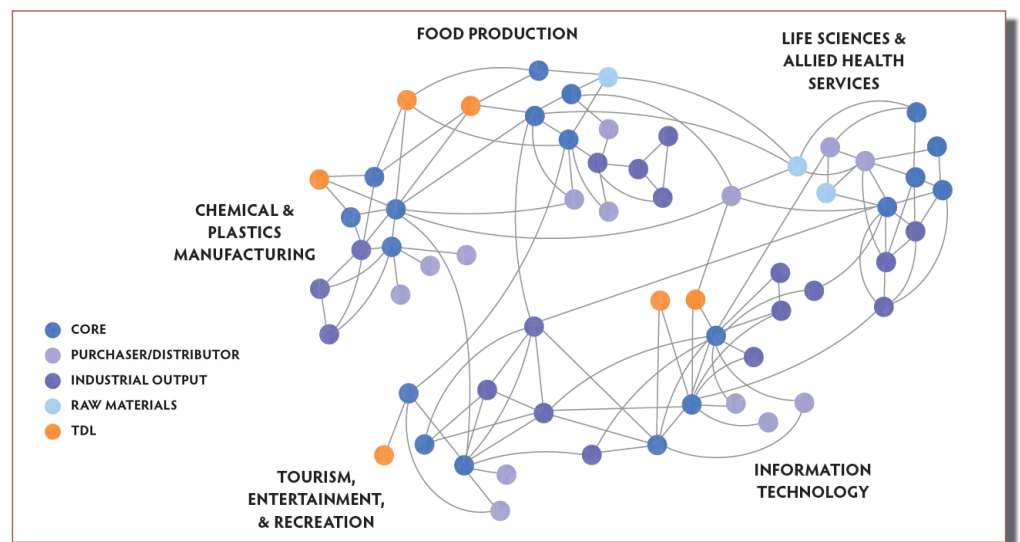 FOOD PRODUCTION
LIFE SCIENCES &
ALLIED HEALTH
SERVICES
CHEMICAL &
PLASTICS
MANUFACTURING
CORE
PURCHASER/DISTRIBUTOR
INDUSTRIAL OUTPUT
RAW MATERIALS
TDL
TOURISM,
ENTERTAINMENT,
& RECREATION
INFORMATION
TECHNOLOGY